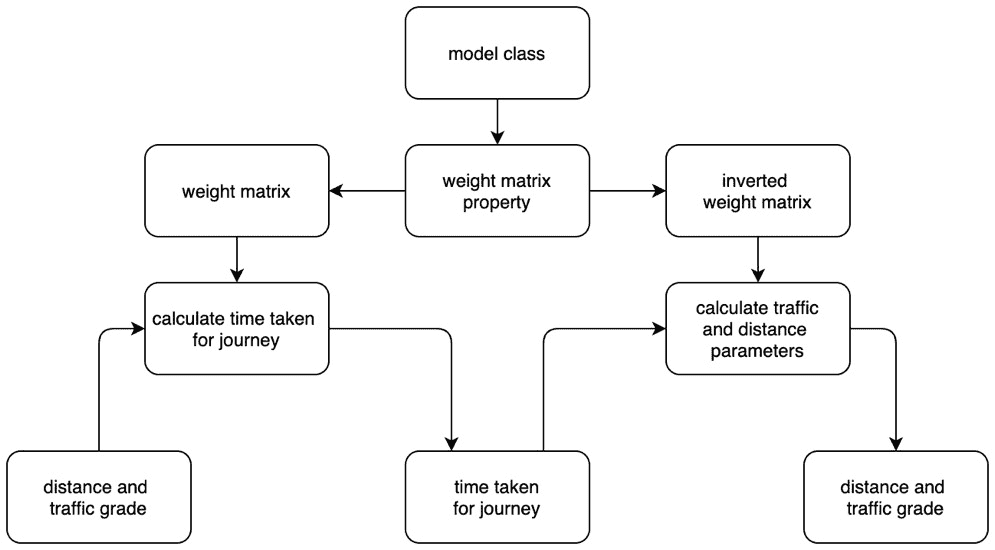 model class
weight matrix
weight matrix
property
inverted
weight matrix
calculate time taken
for journey
calculate traffic
and distance
parameters
distance and
traffic grade
time taken
for journey
distance and
traffic grade